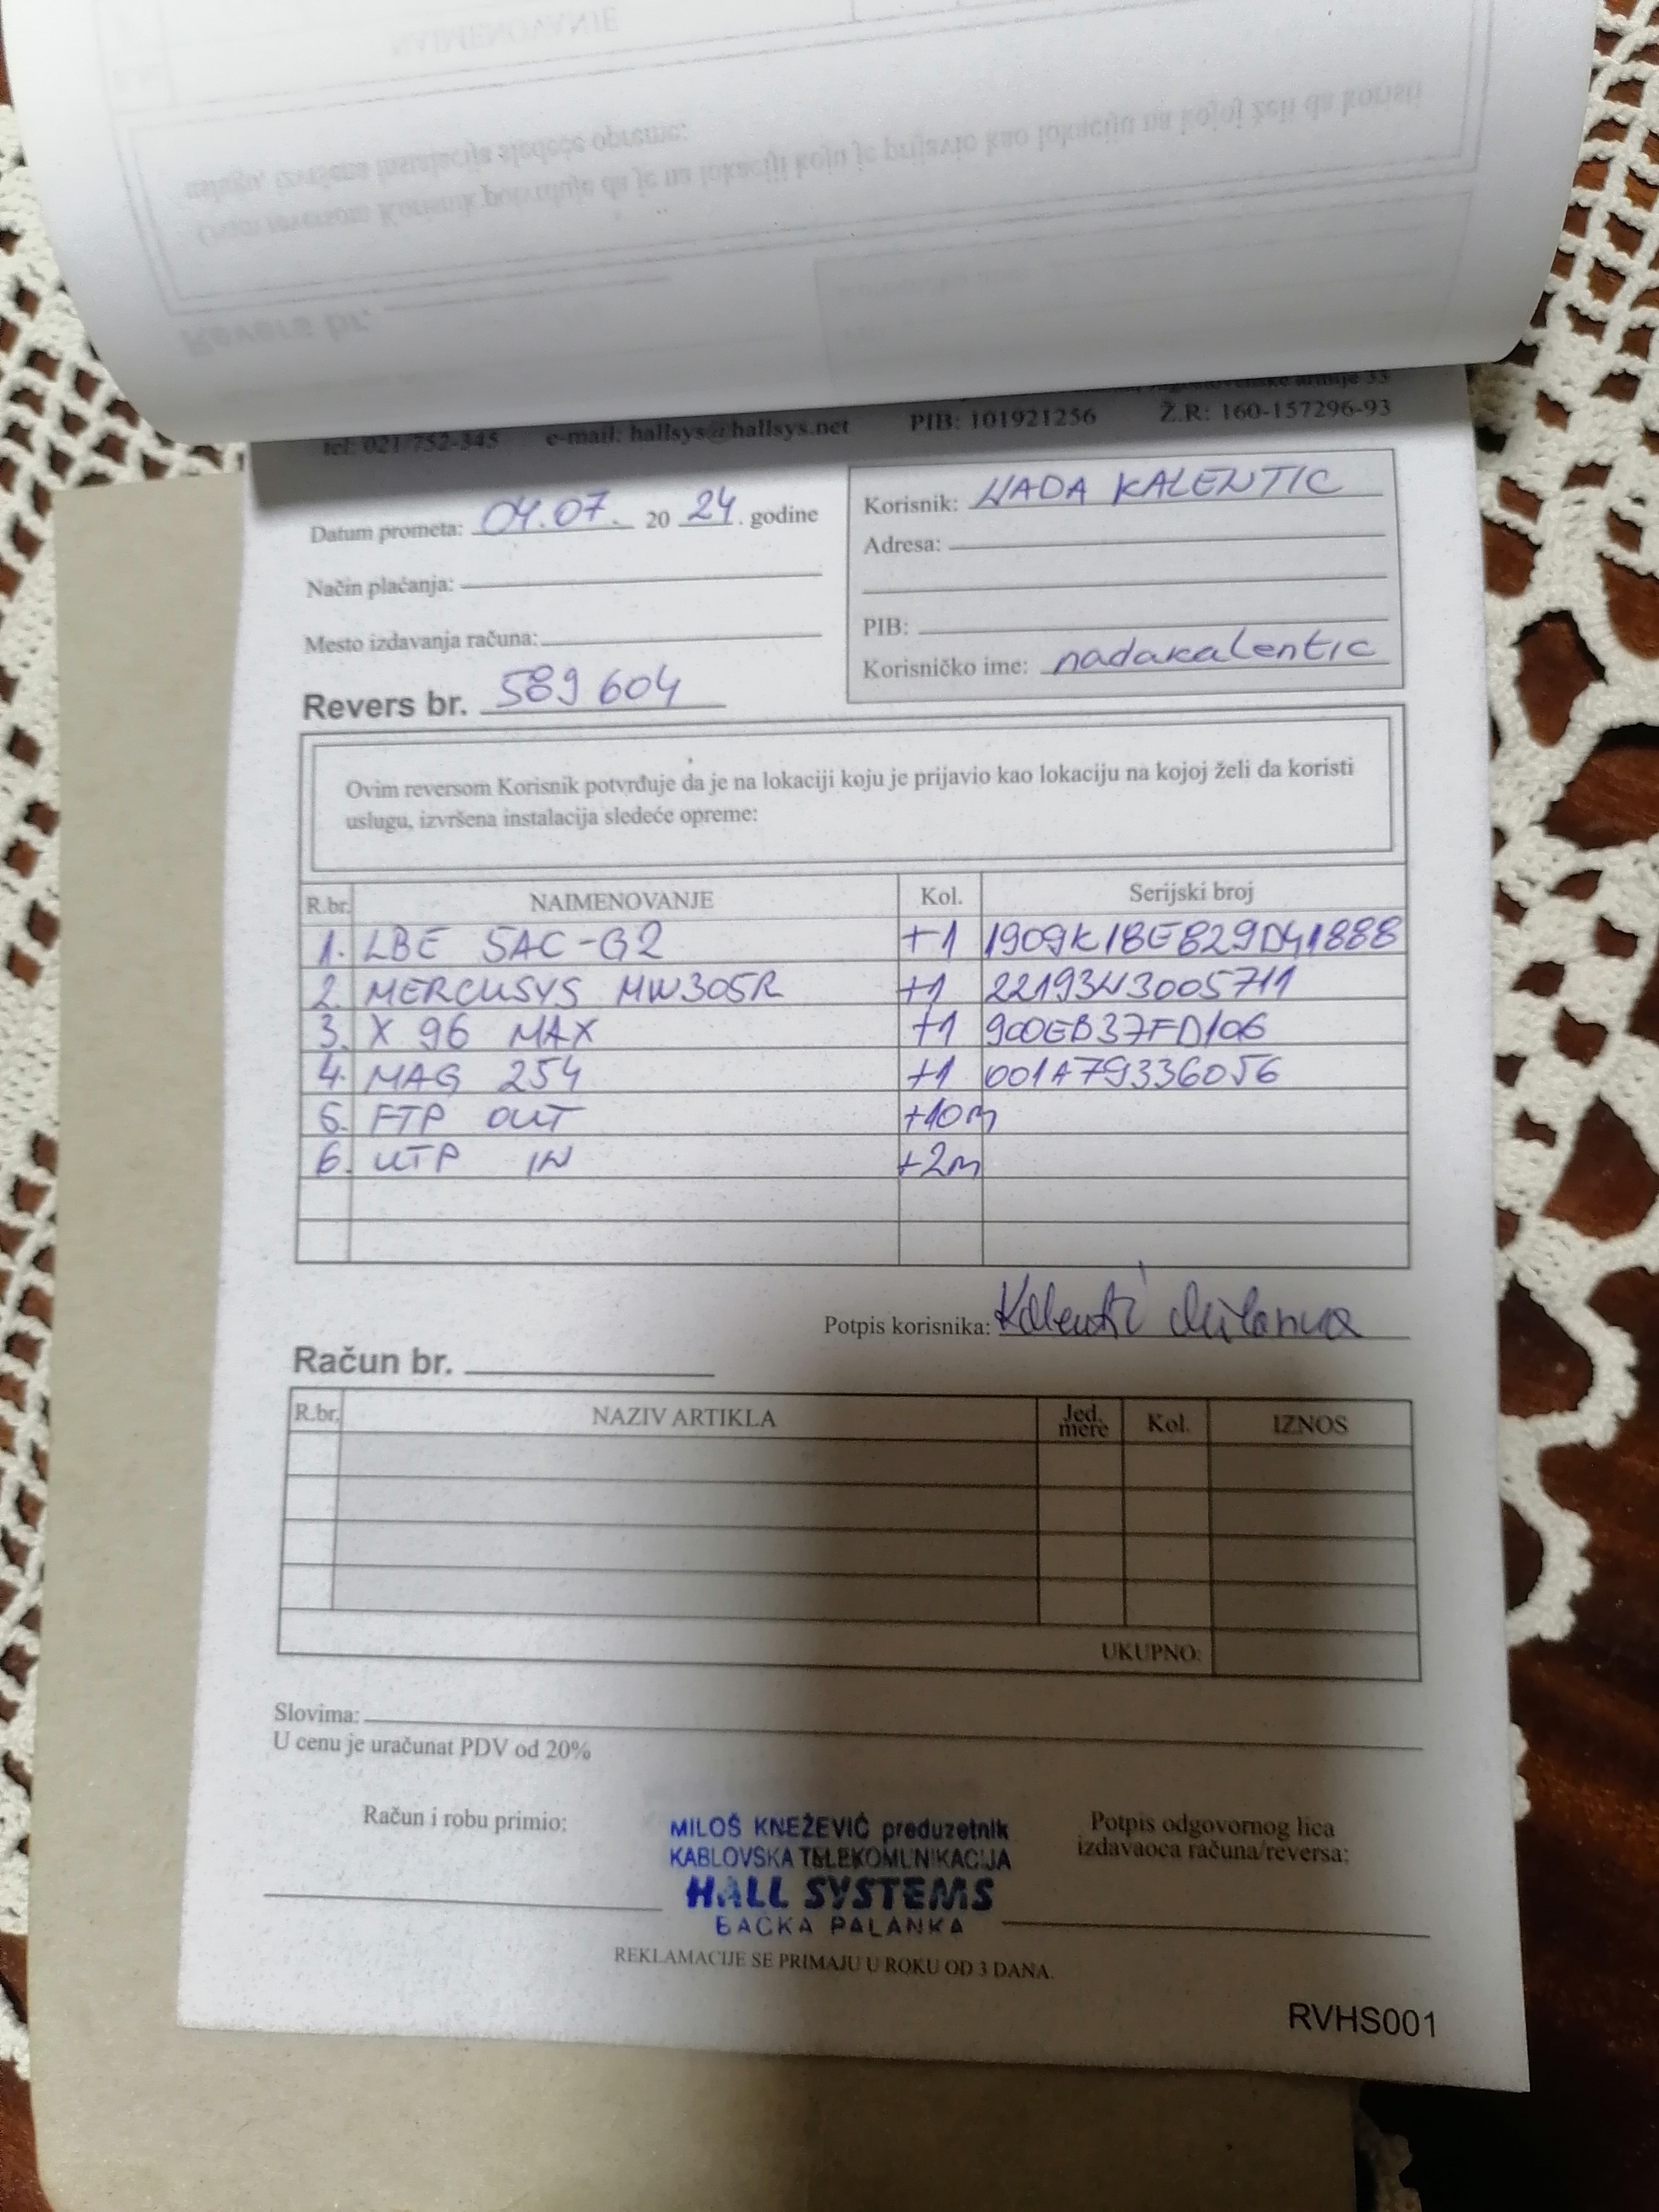 tel: 021/752-345 e-mail: hallsys@hallsys.net PIB: 101921256 Ž.R: 160-157296-93
Datum prometa: 04.07. 20 24. godine
Korisnik: NADA KALENTIC
Adresa:
Način plaćanja:
PIB:
Mesto izdavanja računa:
Korisničko ime: nadakalentic
Revers br. 589 604
Ovim reversom Korisnik potvrđuje da je na lokaciji koju je prijavio kao lokaciju na kojoj želi da koristi
uslugu, izvršena instalacija sledeće opreme:
R.br. NAIMENOVANJE Kol. Serijski broj
1. LBE 5AC-G2 +1 1909K18E829D41888
2. MERCUSYS MW305R +1 2219343005711
3. X 96 MAX +1 900EB37FD106
4. MAG 254 +1 001A79336056
5. FTP OUT +10m
6. UTP IN +2m
Potpis korisnika:
Račun br.
R.br. NAZIV ARTIKLA Jed. mere Kol. IZNOS
UKUPNO:
Slovima:
U cenu je uračunat PDV od 20%
Račun i robu primio:
MILOŠ KNEŽEVIĆ preduzetnik
KABLOVSKA TELEKOMUNIKACIJA
HALL SYSTEMS
BAČKA PALANKA
Potpis odgovornog lica
izdavaoca računa/reversa:
REKLAMACIJE SE PRIMAJU U ROKU OD 3 DANA.
RVHS001